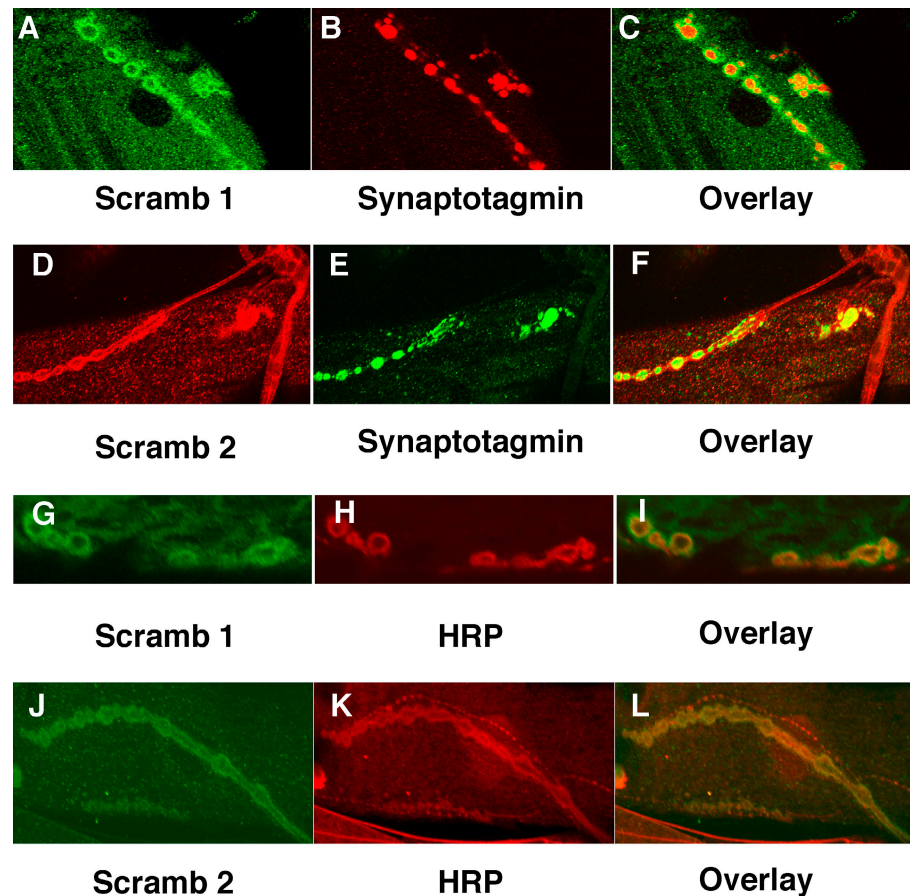 A B C
Scramb 1 Synaptotagmin Overlay
D E F
Scramb 2 Synaptotagmin Overlay
G H I
Scramb 1 HRP Overlay
J K L
Scramb 2 HRP Overlay